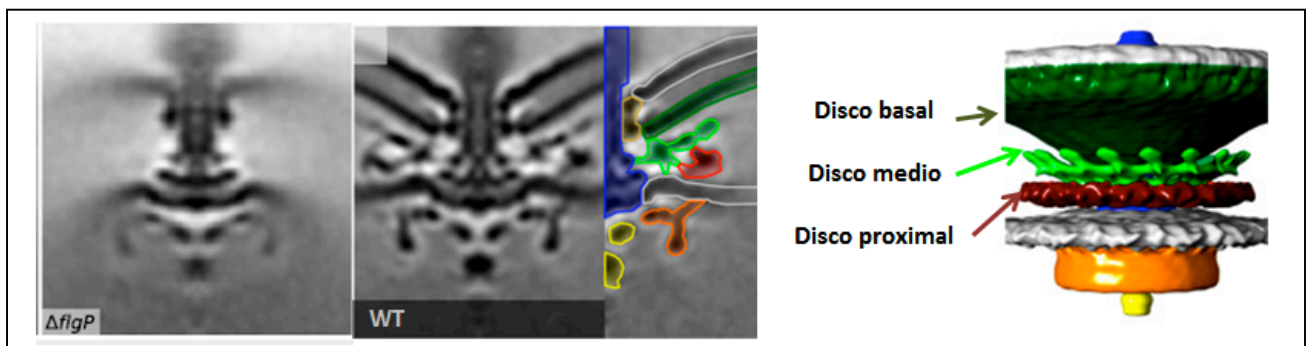 ΔflgP
WT
Disco basal
Disco medio
Disco proximal